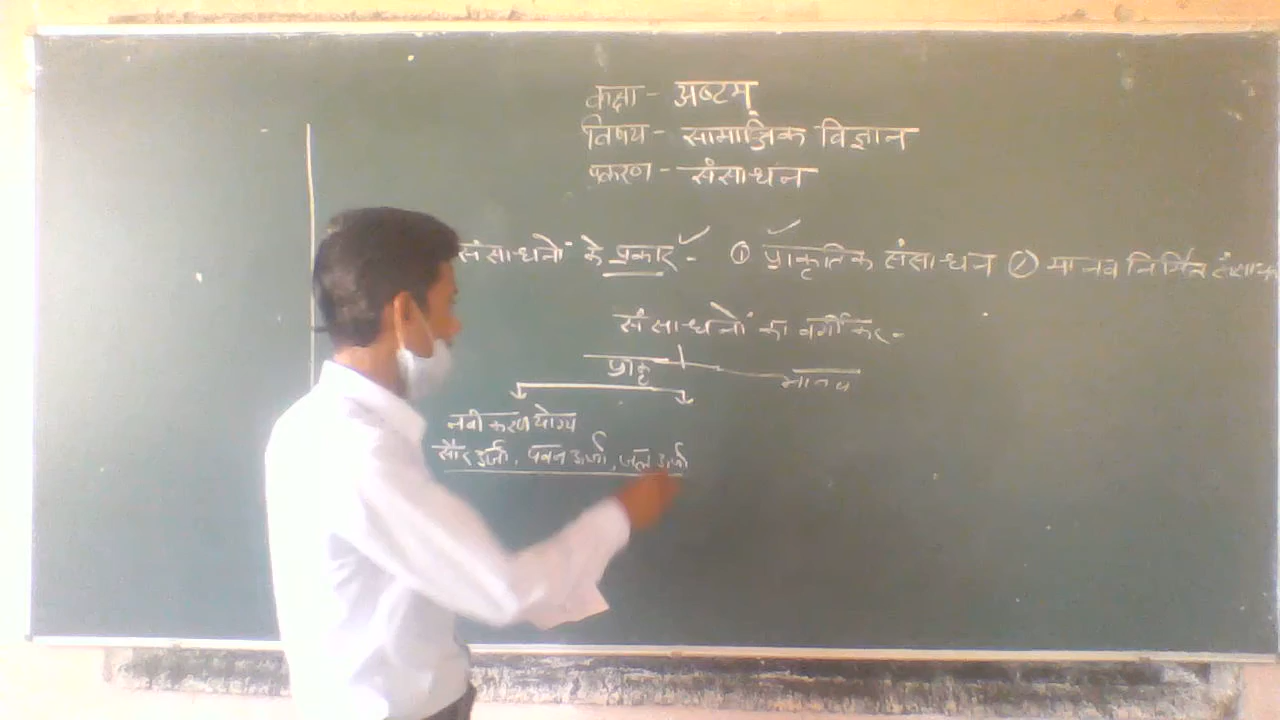 कक्षा - अष्टम्
विषय - सामाजिक विज्ञान
प्रकरण - संसाधन
संसाधनों के प्रकार - ① प्राकृतिक संसाधन ② मानव निर्मित संसाधन
संसाधनों का वर्गीकर -
प्राकृ मानव
नवीकरण योग्य
सौर ऊर्जा, पवन ऊर्जा, जल ऊर्जा